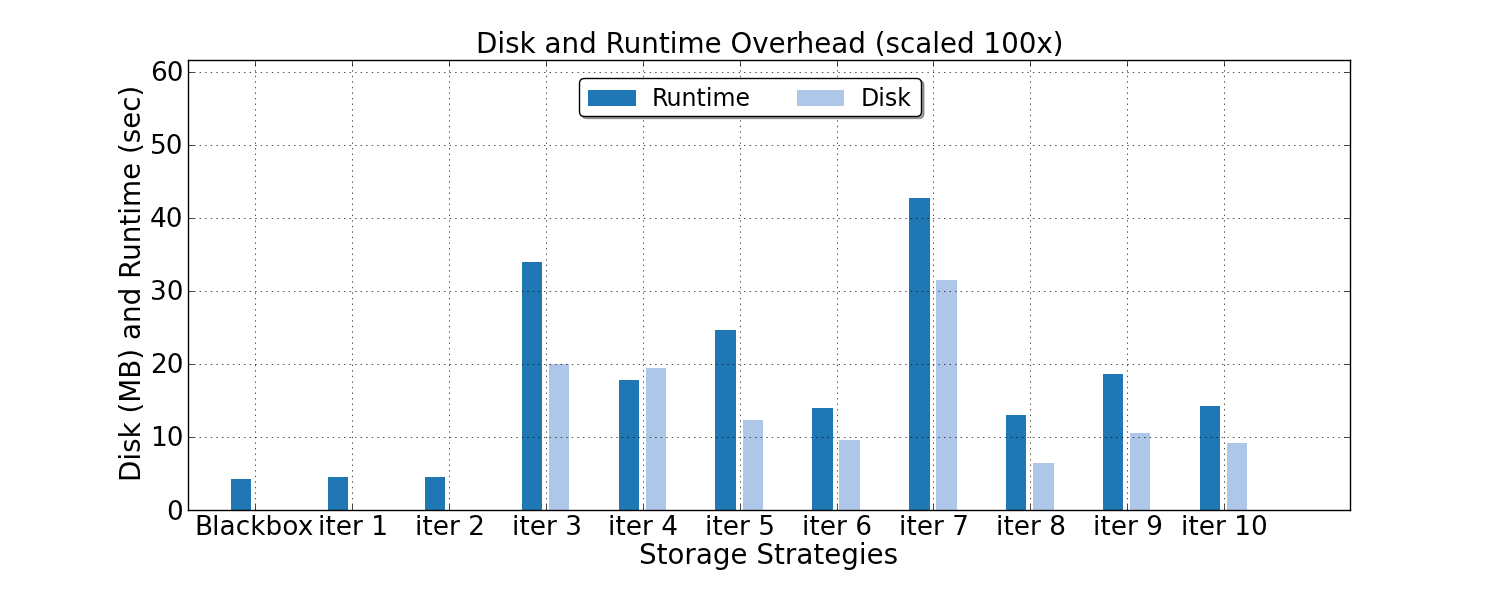 Disk and Runtime Overhead (scaled 100x)
Runtime Disk
Disk (MB) and Runtime (sec)
60
50
40
30
20
10
0
Blackbox iter 1 iter 2 iter 3 iter 4 iter 5 iter 6 iter 7 iter 8 iter 9 iter 10
Storage Strategies